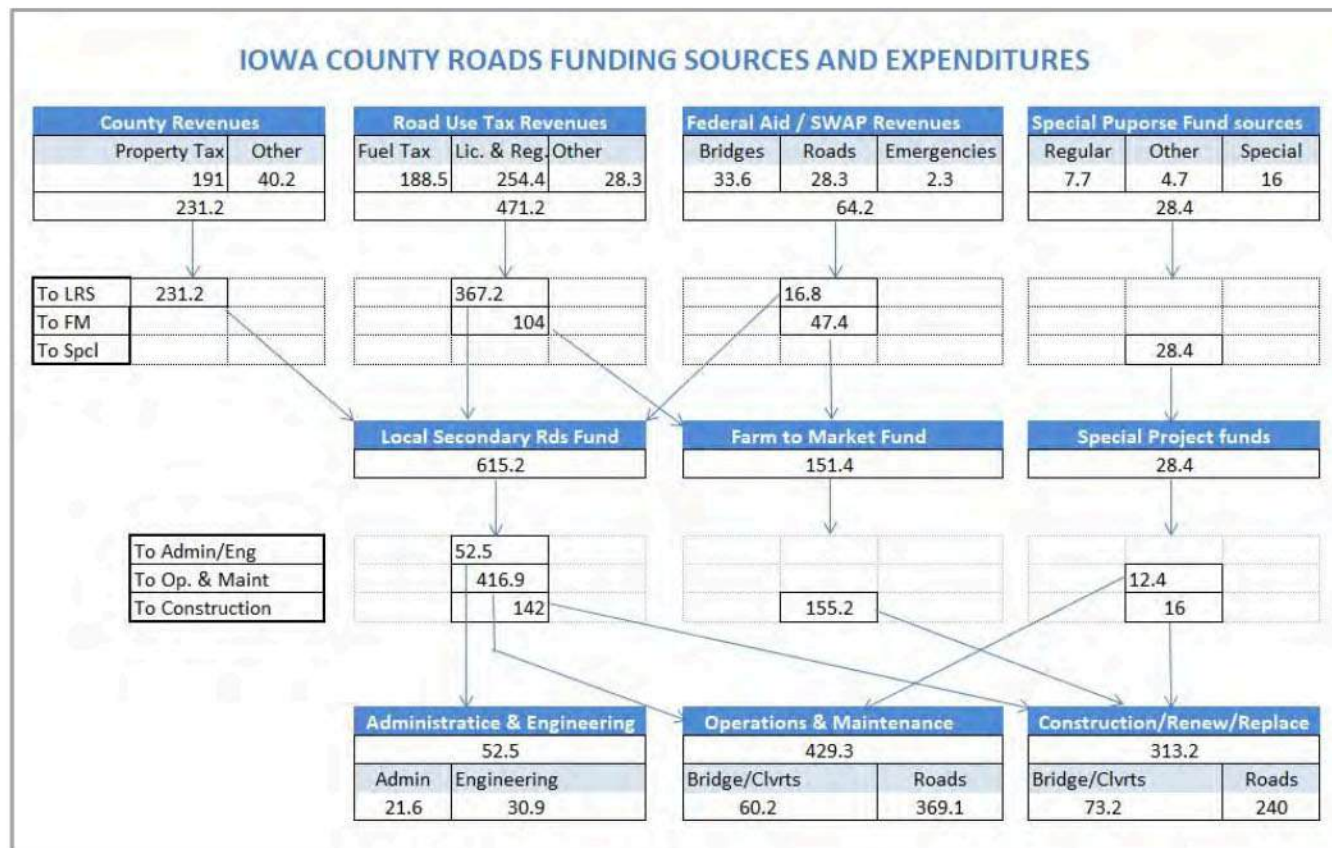 IOWA COUNTY ROADS FUNDING SOURCES AND EXPENDITURES
County Revenues Road Use Tax Revenues Federal Aid / SWAP Revenues Special Puporse Fund sources
Property Tax Other Fuel Tax Lic. & Reg. Other Bridges Roads Emergencies Regular Other Special
191 40.2 188.5 254.4 28.3 33.6 28.3 2.3 7.7 4.7 16
231.2 471.2 64.2 28.4
To LRS 231.2 367.2 16.8
To FM 104 47.4
To Spcl 28.4
Local Secondary Rds Fund Farm to Market Fund Special Project funds
615.2 151.4 28.4
To Admin/Eng 52.5
To Op. & Maint 416.9 12.4
To Construction 142 155.2 16
Administratice & Engineering Operations & Maintenance Construction/Renew/Replace
52.5 429.3 313.2
Admin Engineering Bridge/Clvrts Roads Bridge/Clvrts Roads
21.6 30.9 60.2 369.1 73.2 240